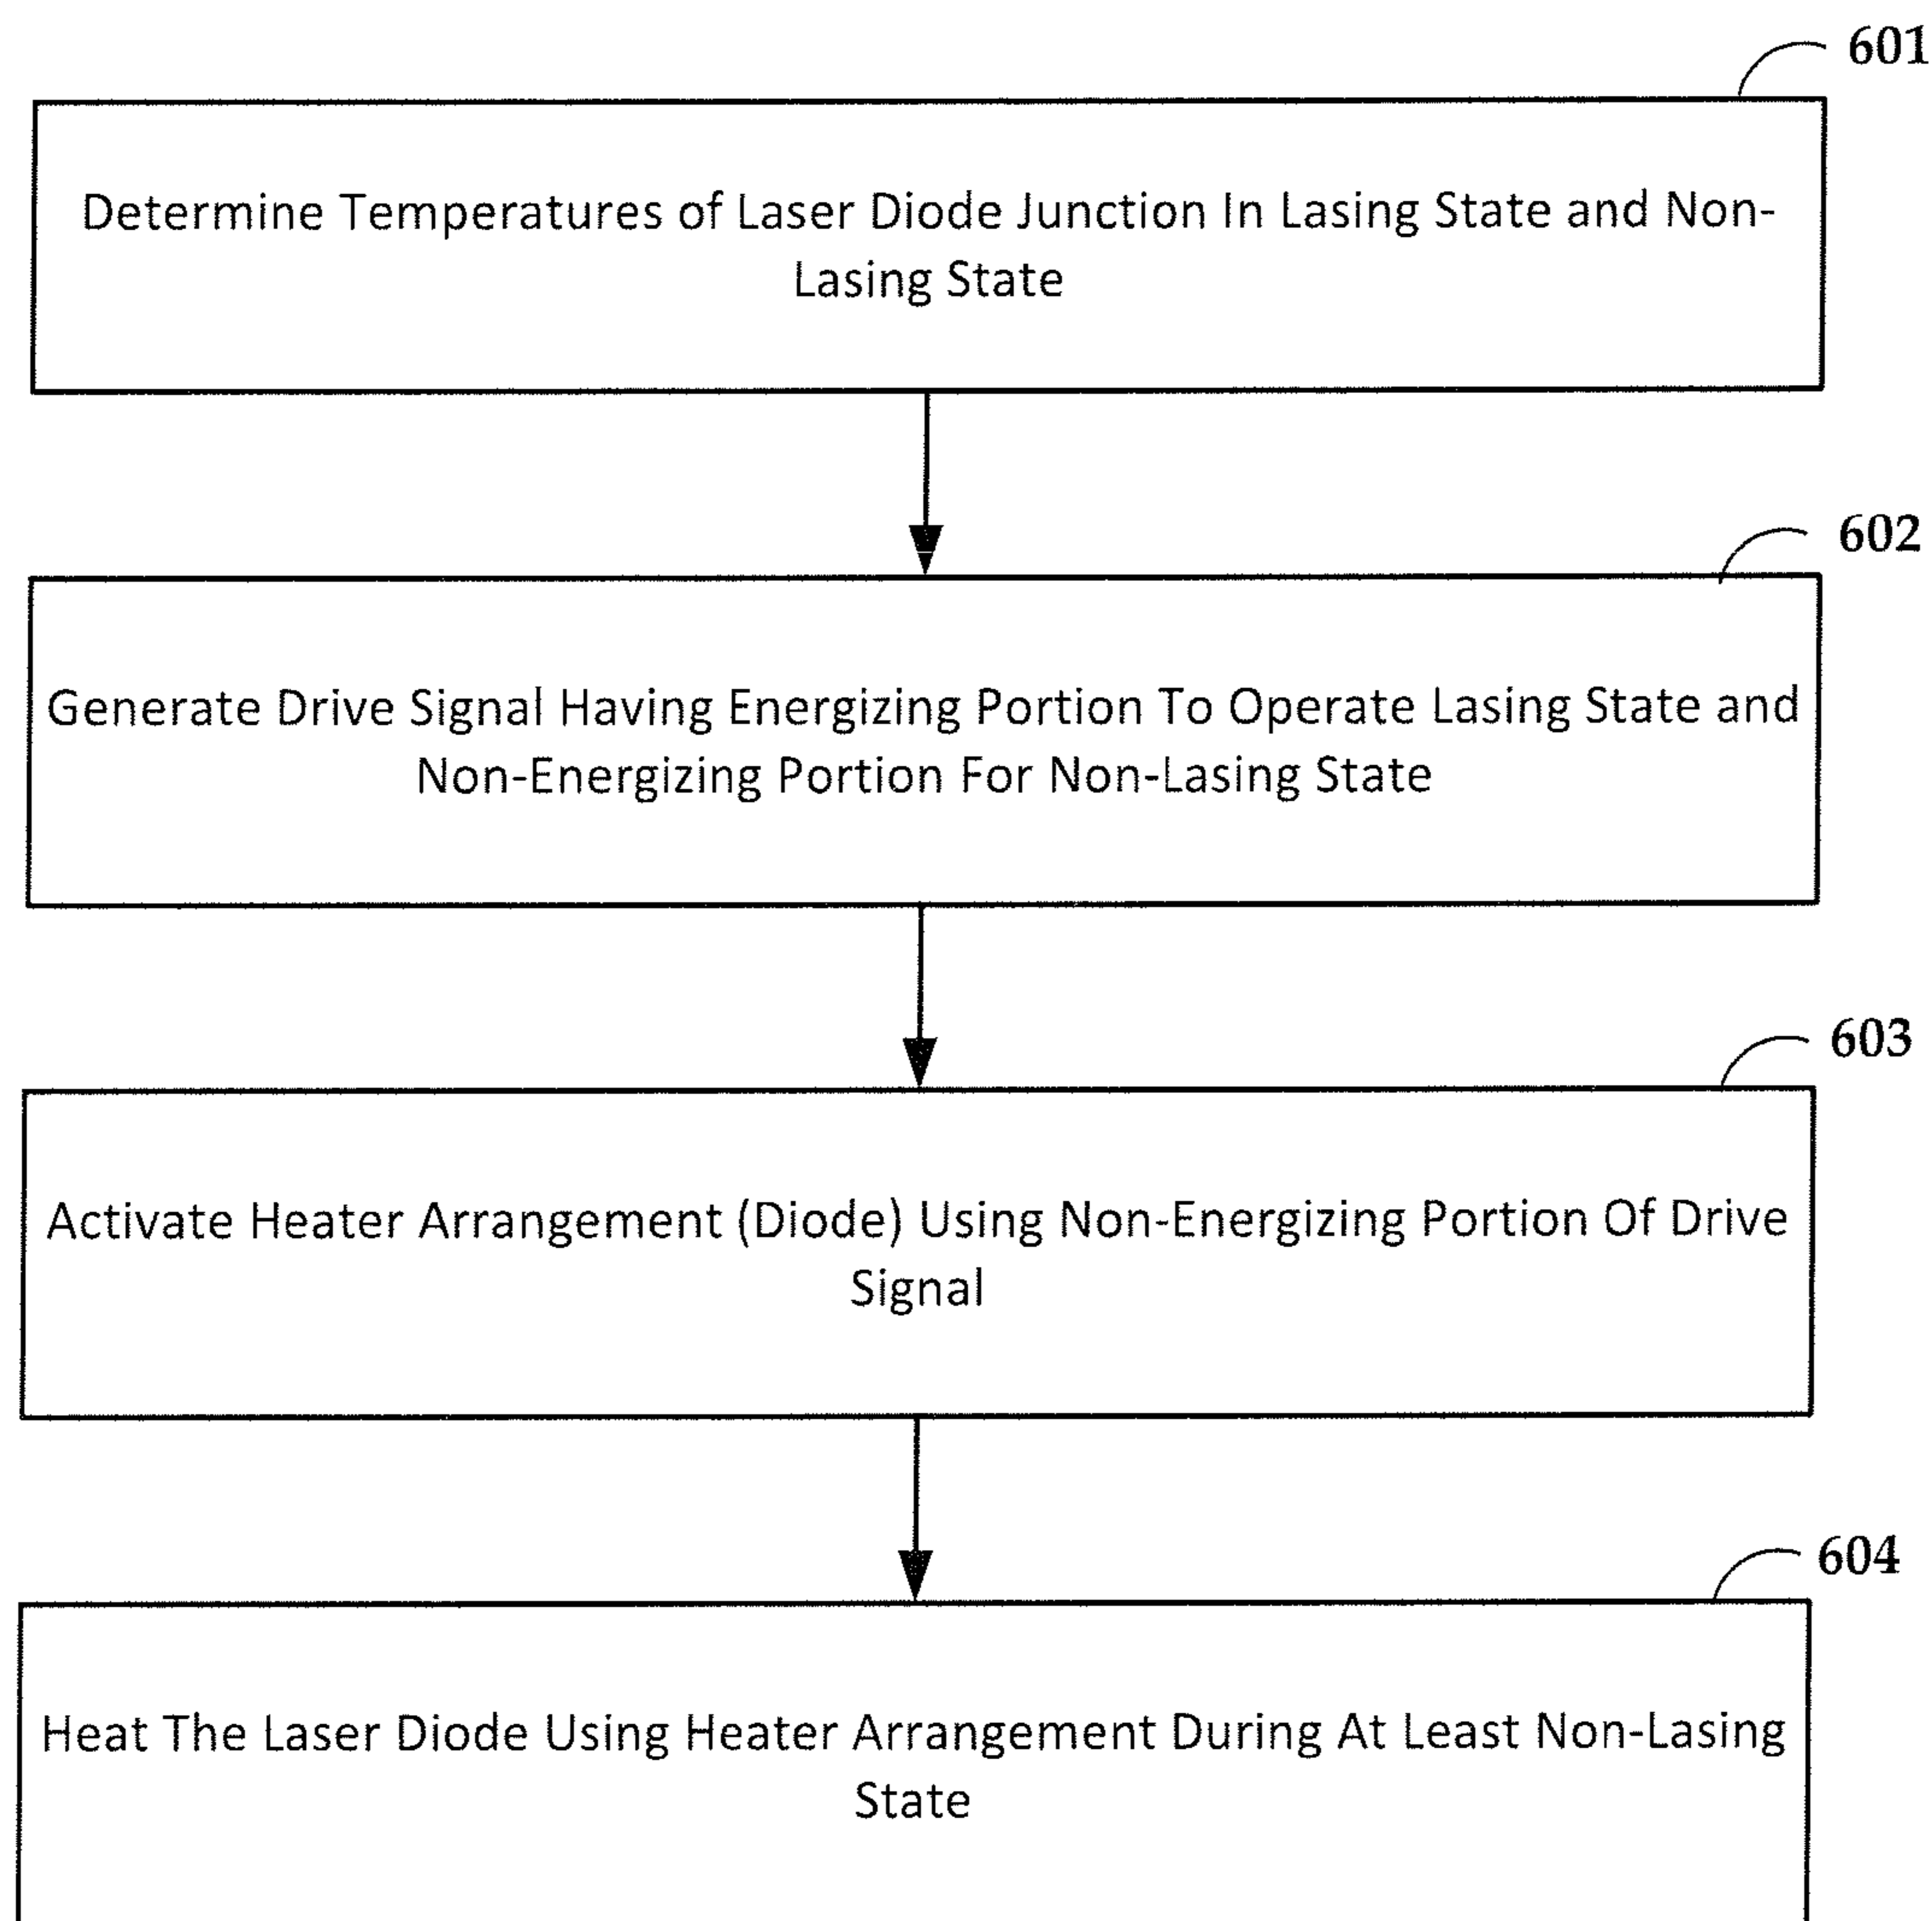 601
Determine Temperatures of Laser Diode Junction In Lasing State and Non-
Lasing State
602
Generate Drive Signal Having Energizing Portion To Operate Lasing State and
Non-Energizing Portion For Non-Lasing State
603
Activate Heater Arrangement (Diode) Using Non-Energizing Portion Of Drive
Signal
604
Heat The Laser Diode Using Heater Arrangement During At Least Non-Lasing
State